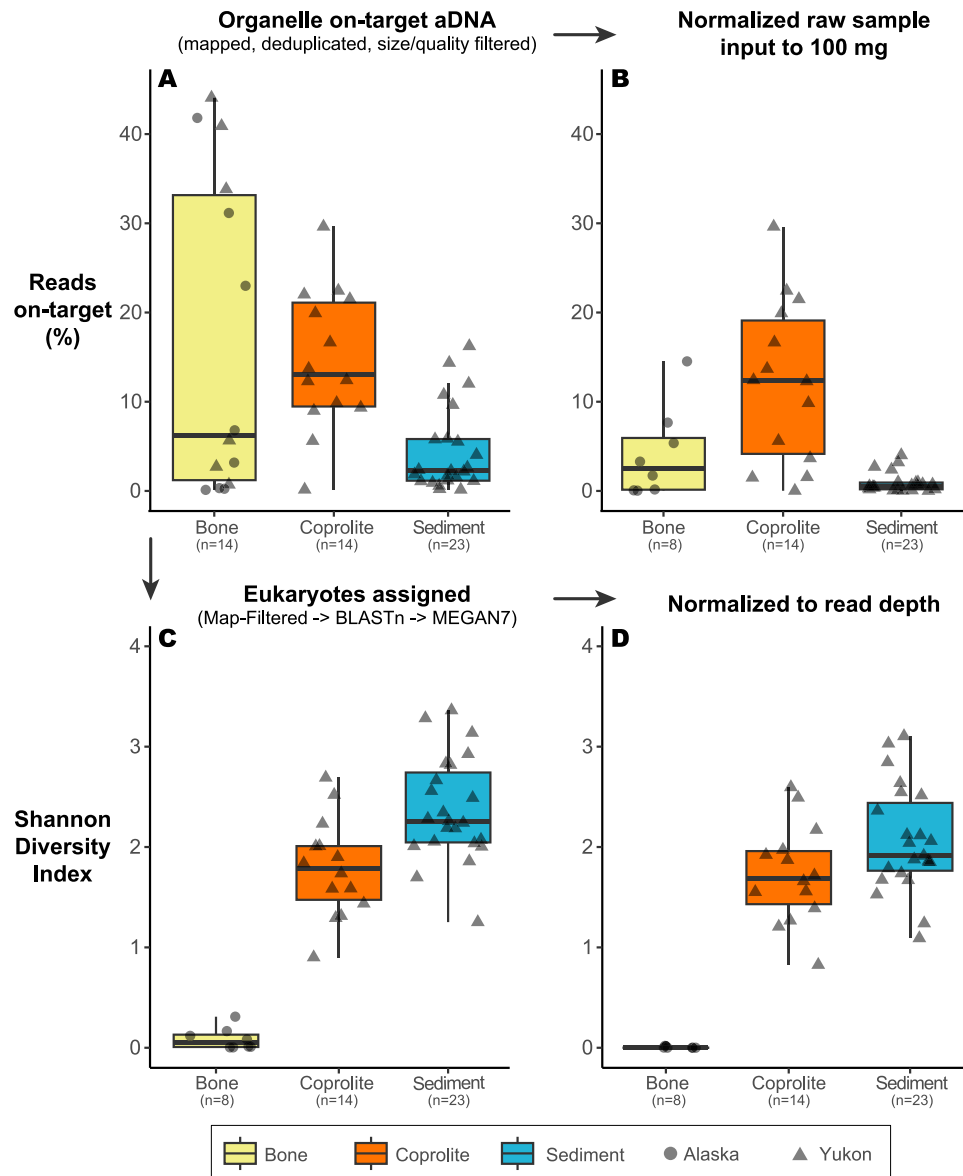 Organelle on-target aDNA
(mapped, deduplicated, size/quality filtered)
Normalized raw sample
input to 100 mg
A
B
Reads
on-target
(%)
40
30
20
10
0
40
30
20
10
0
Bone
(n=14)
Coprolite
(n=14)
Sediment
(n=23)
Bone
(n=8)
Coprolite
(n=14)
Sediment
(n=23)
Eukaryotes assigned
(Map-Filtered -> BLASTn -> MEGAN7)
Normalized to read depth
C
D
Shannon
Diversity
Index
4
3
2
1
0
4
3
2
1
0
Bone
(n=8)
Coprolite
(n=14)
Sediment
(n=23)
Bone
(n=8)
Coprolite
(n=14)
Sediment
(n=23)
Bone
Coprolite
Sediment
Alaska
Yukon